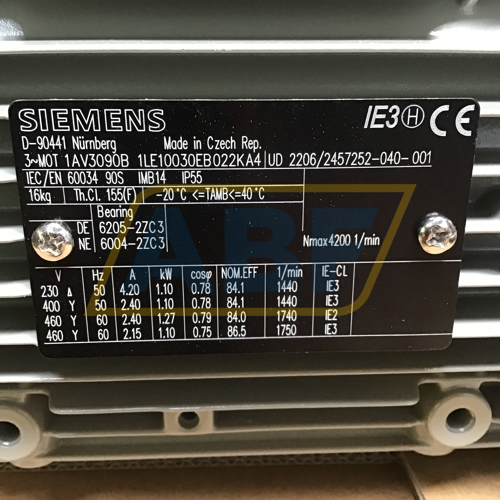 SIEMENS IE3 H CE
D-90441 Nürnberg Made in Czech Rep.
3~MOT 1AV3090B 1LE10030EB022KA4 UD 2206/2457252-040-001
IEC/EN 60034 90S IMB14 IP55
16kg Th.Cl. 155(F) -20°C <=TAMB<=40°C
Bearing
DE 6205-2ZC3
NE 6004-2ZC3 Nmax4200 1/min
V Hz A kW cosφ NOM.EFF 1/min IE-CL
230 Δ 50 4.20 1.10 0.78 84.1 1440 IE3
400 Y 50 2.40 1.10 0.78 84.1 1440 IE3
460 Y 60 2.40 1.27 0.79 84.0 1740 IE2
460 Y 60 2.15 1.10 0.75 86.5 1750 IE3
ABF